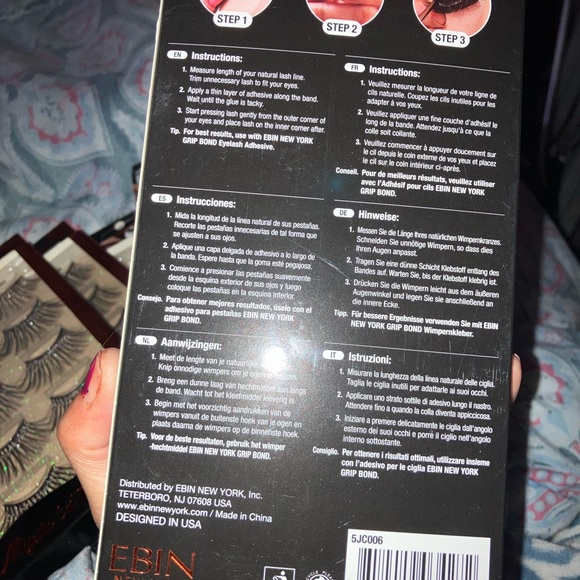 STEP 1
STEP 2
STEP 3
EN Instructions:
1. Measure length of your natural lash line.
Trim unnecessary lash to fit your eyes.
2. Apply a thin layer of adhesive along the band.
Wait until the glue is tacky.
3. Start pressing lash gently from the outer corner of
your eyes and place lash on the inner corner after.
Tip. For best results, use with EBIN NEW YORK
GRIP BOND Eyelash Adhesive.
FR Instructions:
1. Veuillez mesurer la longueur de votre ligne de
cils naturelle. Coupez les cils inutiles pour les
adapter à vos yeux.
2. Veuillez appliquer une fine couche d'adhésif le
long de la bande. Attendez jusqu'à ce que la
colle soit collante.
3. Veuillez commencer à appuyer doucement sur
le cil depuis le coin externe de vos yeux et placez
le cil sur le coin intérieur ci-après.
Conseil. Pour de meilleurs résultats, veuillez utiliser
avec l'Adhésif pour cils EBIN NEW YORK
GRIP BOND.
ES Instrucciones:
1. Mida la longitud de la línea natural de sus pestañas.
Recorte las pestañas innecesarias de tal forma que
se ajusten a sus ojos.
2. Aplique una capa delgada de adhesivo a lo largo de
la banda. Espere hasta que la goma esté pegajosa.
3. Comience a presionar las pestañas suavemente
desde la esquina exterior de sus ojos y luego
coloque las pestañas en la esquina interior.
Consejo. Para obtener mejores resultados, úselo con el
adhesivo para pestañas EBIN NEW YORK
GRIP BOND.
DE Hinweise:
1. Messen Sie die Länge Ihres natürlichen Wimpernkranzes.
Schneiden Sie unnötige Wimpern, so dass dies
Ihren Augen anpasst.
2. Tragen Sie eine dünne Schicht Klebstoff entlang des
Bandes auf. Warten Sie, bis der Klebstoff klebrig ist.
3. Drücken Sie die Wimpern leicht aus dem äußeren
Augenwinkel und legen Sie sie anschließend an
die innere Ecke.
Tipp. Für bessere Ergebnisse verwenden Sie mit EBIN
NEW YORK GRIP BOND Wimpernkleber.
NL Aanwijzingen:
1. Meet de lengte van je natuurlijke
Knip onnodige wimpers om je ogen
2. Breng een dunne laag van hechtmiddel aan langs
de band. Wacht tot het kleefmiddel kleverig is.
3. Begin met het voorzichtig aandrukken van de
wimpers vanuit de buitenste hoek van je ogen en
plaats daarna de wimpers op de binnenste hoek.
Tip. Voor de beste resultaten, gebruik het wimper
-hechtmiddel EBIN NEW YORK GRIP BOND.
IT Istruzioni:
1. Misurare la lunghezza della linea naturale delle ciglia.
Taglia le ciglia inutili per adattarle ai suoi occhi.
2. Applicare uno strato sottile di adesivo lungo il nastro.
Attendere fino a quando la colla diventa appiccicosa.
3. Iniziare a premere delicatamente le ciglia dall'angolo
esterno dei suoi occhi e porre il ciglio nell'angolo
interno sottostante.
Consiglio. Per ottenere i risultati ottimali, utilizzare insieme
con l'adesivo per le ciglia EBIN NEW YORK
GRIP BOND.
Distributed by EBIN NEW YORK, Inc.
TETERBORO, NJ 07608 USA
www.ebinnewyork.com / Made in China
DESIGNED IN USA
5JC006
EBIN